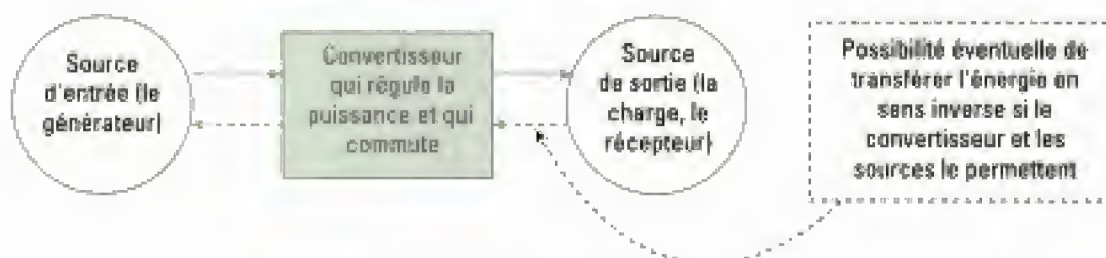 Source
d'entrée (le
générateur)
Convertisseur
qui régule la
puissance et qui
commute
Source
de sortie (la
charge, le
récepteur)
Possibilité éventuelle de
transférer l'énergie en
sens inverse si le
convertisseur et les
sources le permettent